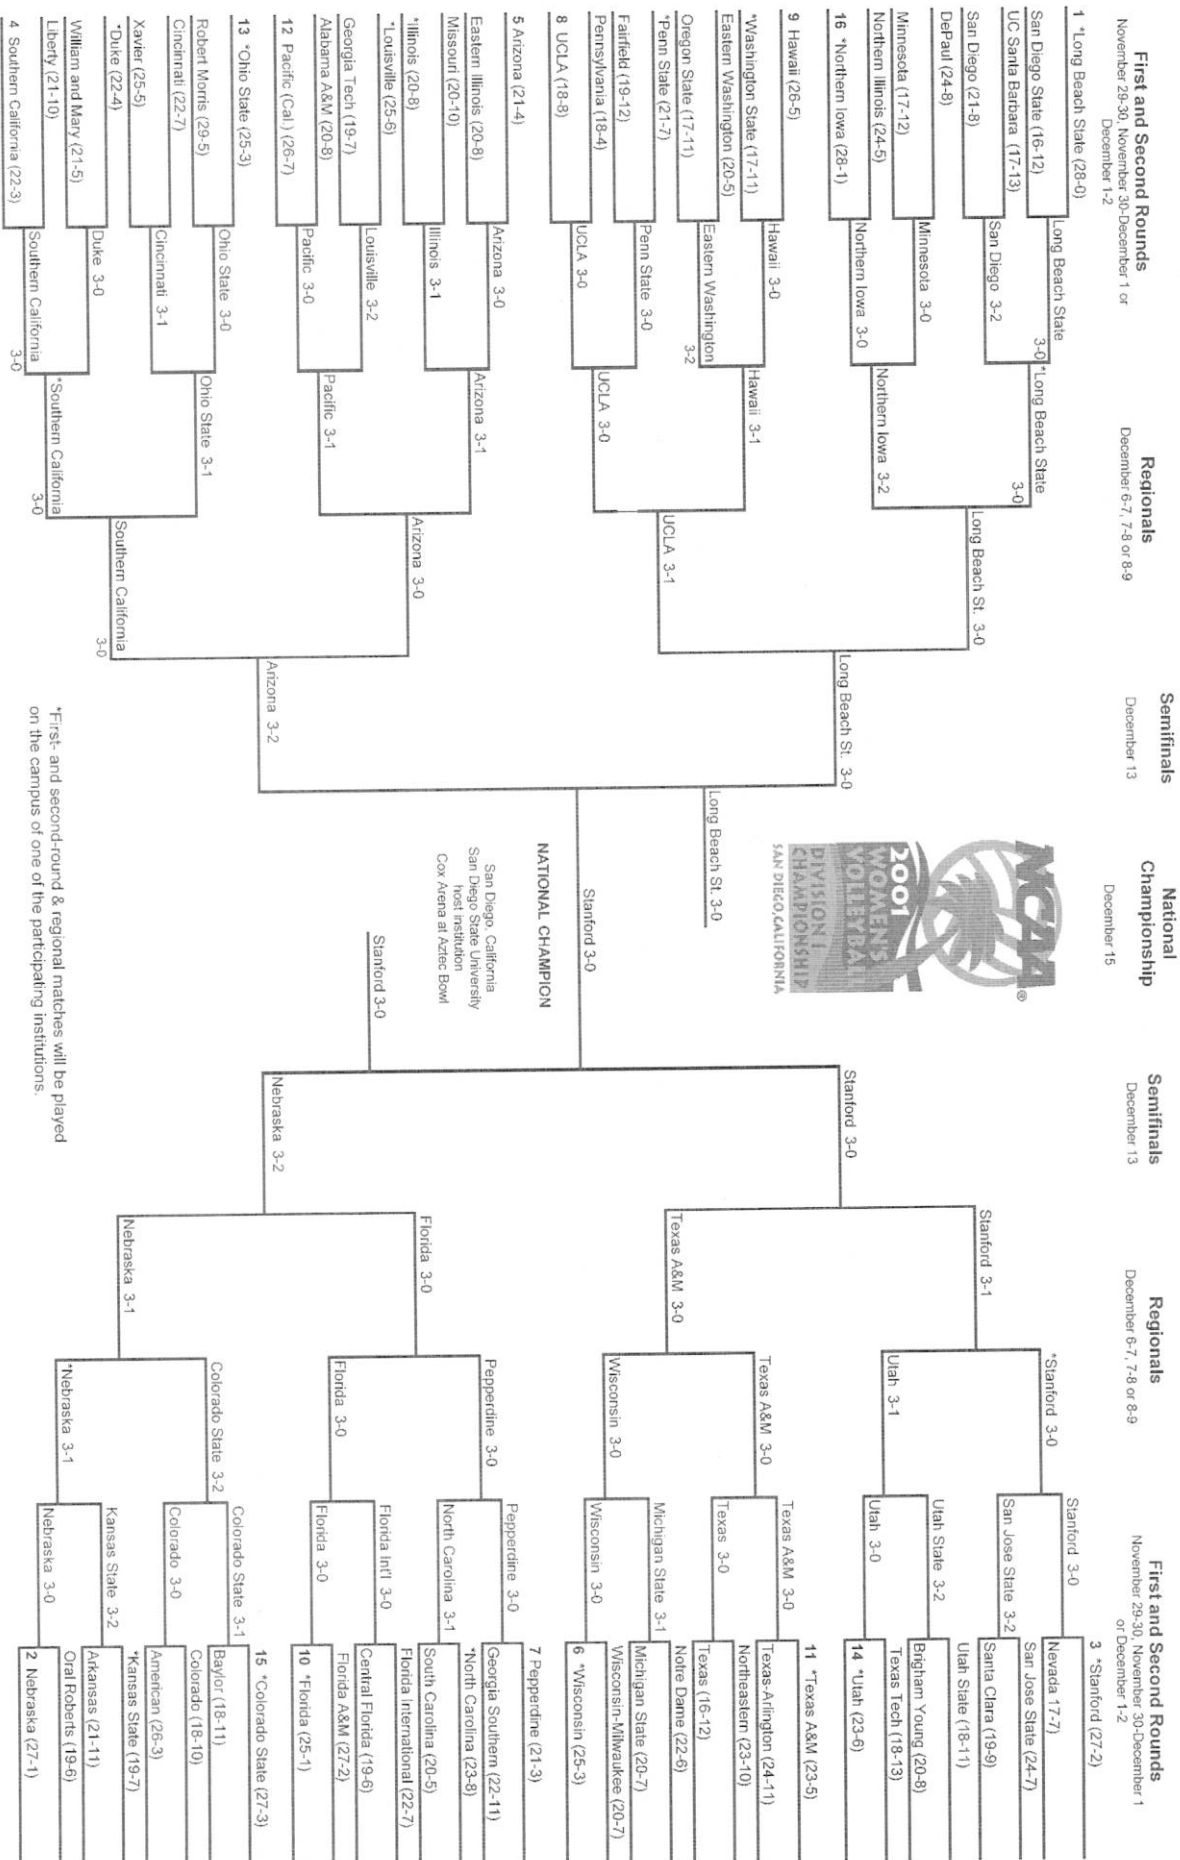 First and Second Rounds
November 29-30, November 30-December 1 or
December 1-2
Regionals
December 6-7, 7-8 or 8-9
Semifinals
December 13
National
Championship
December 15
Semifinals
December 13
Regionals
December 6-7, 7-8 or 8-9
First and Second Rounds
November 29-30, November 30-December 1
or December 1-2
1 *Long Beach State (28-0)
San Diego State (16-12)
UC Santa Barbara (17-13)
San Diego (21-8)
DePaul (24-8)
Minnesota (17-12)
Northern Illinois (24-5)
16 *Northern Iowa (28-1)
9 Hawaii (26-5)
*Washington State (17-11)
Eastern Washington (20-5)
Oregon State (17-11)
*Penn State (21-7)
Fairfield (19-12)
Pennsylvania (18-4)
8 UCLA (18-8)
5 Arizona (21-4)
Eastern Illinois (20-8)
Missouri (20-10)
*Illinois (20-8)
*Louisville (25-6)
Georgia Tech (19-7)
Alabama A&M (20-8)
12 Pacific (Cal.) (26-7)
13 *Ohio State (25-3)
Robert Morris (29-5)
Cincinnati (22-7)
Xavier (25-5)
*Duke (22-4)
William and Mary (21-5)
Liberty (21-10)
4 Southern California (22-3)
Long Beach State
3-0
San Diego 3-2
Minnesota 3-0
Northern Iowa 3-0
Hawaii 3-0
Eastern Washington
3-2
Penn State 3-0
UCLA 3-0
Arizona 3-0
Illinois 3-1
Louisville 3-2
Pacific 3-0
Ohio State 3-0
Cincinnati 3-1
Duke 3-0
Southern California
3-0
*Long Beach State
3-0
Northern Iowa 3-2
Hawaii 3-1
UCLA 3-0
Arizona 3-1
Pacific 3-1
Ohio State 3-1
*Southern California
3-0
Long Beach St. 3-0
UCLA 3-1
Arizona 3-0
Southern California
3-0
Long Beach St. 3-0
Arizona 3-2
Long Beach St. 3-0
NCAA®
2001
WOMEN'S
VOLLEYBALL
DIVISION I
CHAMPIONSHIP
SAN DIEGO, CALIFORNIA
Stanford 3-0
NATIONAL CHAMPION
San Diego, California
San Diego State University
host institution
Cox Arena at Aztec Bowl
Stanford 3-0
*First- and second-round & regional matches will be played
on the campus of one of the participating institutions.
Stanford 3-0
Nebraska 3-2
Stanford 3-1
Texas A&M 3-0
Florida 3-0
Nebraska 3-1
*Stanford 3-0
Utah 3-1
Texas A&M 3-0
Wisconsin 3-0
Pepperdine 3-0
Florida 3-0
Colorado State 3-2
*Nebraska 3-1
Stanford 3-0
San Jose State 3-2
Utah State 3-2
Utah 3-0
Texas A&M 3-0
Texas 3-0
Michigan State 3-1
Wisconsin 3-0
Pepperdine 3-0
North Carolina 3-1
Florida Int'l 3-0
Florida 3-0
Colorado State 3-1
Colorado 3-0
Kansas State 3-2
Nebraska 3-0
3 *Stanford (27-2)
Nevada 17-7)
San Jose State (24-7)
Santa Clara (19-9)
Utah State (18-11)
Brigham Young (20-8)
Texas Tech (18-13)
14 *Utah (23-6)
11 *Texas A&M (23-5)
Texas-Arlington (24-11)
Northeastern (23-10)
Texas (16-12)
Notre Dame (22-6)
Michigan State (20-7)
Wisconsin-Milwaukee (20-7)
6 *Wisconsin (25-3)
7 Pepperdine (21-3)
Georgia Southern (22-11)
*North Carolina (23-8)
South Carolina (20-5)
Florida International (22-7)
Central Florida (19-6)
Florida A&M (27-2)
10 *Florida (25-1)
15 *Colorado State (27-3)
Baylor (18-11)
Colorado (18-10)
American (26-3)
*Kansas State (19-7)
Arkansas (21-11)
Oral Roberts (19-6)
2 Nebraska (27-1)